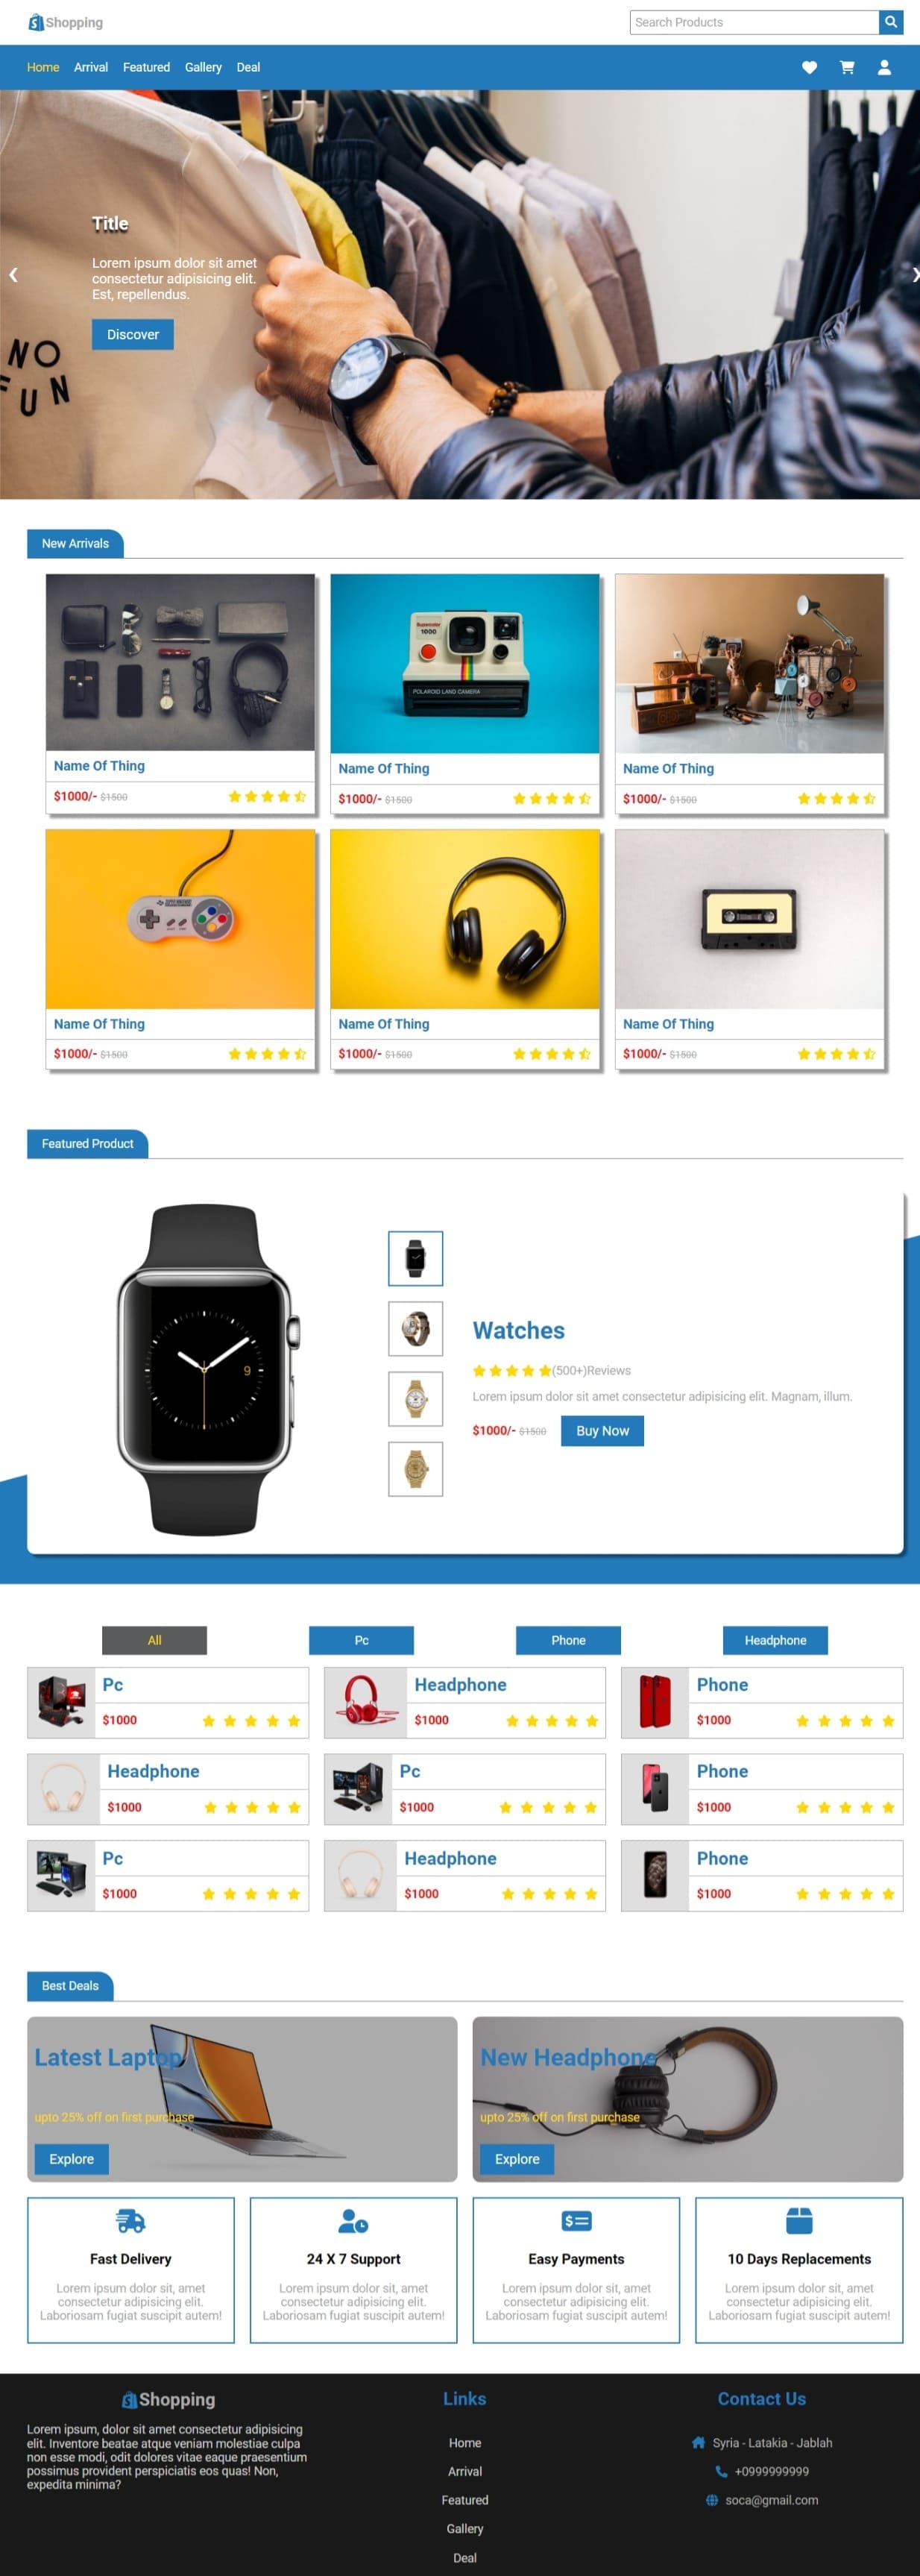 Shopping
Search Products
Home Arrival Featured Gallery Deal
Title
Lorem ipsum dolor sit amet
consectetur adipisicing elit.
Est, repellendus.
Discover
NO
FUN
New Arrivals
Supercolor
1000
POLAROID LAND CAMERA
Name Of Thing
$1000/- $1500
Name Of Thing
$1000/- $1500
Name Of Thing
$1000/- $1500
Name Of Thing
$1000/- $1500
Name Of Thing
$1000/- $1500
Name Of Thing
$1000/- $1500
Featured Product
9
Watches
(500+)Reviews
Lorem ipsum dolor sit amet consectetur adipisicing elit. Magnam, illum.
$1000/- $1500
Buy Now
All
Pc
Phone
Headphone
Pc
$1000
Headphone
$1000
Phone
$1000
Headphone
$1000
Pc
$1000
Phone
$1000
Pc
$1000
Headphone
$1000
Phone
$1000
Best Deals
Latest Laptop
upto 25% off on first purchase
Explore
New Headphone
upto 25% off on first purchase
Explore
Fast Delivery
Lorem ipsum dolor sit, amet
consectetur adipisicing elit.
Laboriosam fugiat suscipit autem!
24 X 7 Support
Lorem ipsum dolor sit, amet
consectetur adipisicing elit.
Laboriosam fugiat suscipit autem!
Easy Payments
Lorem ipsum dolor sit, amet
consectetur adipisicing elit.
Laboriosam fugiat suscipit autem!
10 Days Replacements
Lorem ipsum dolor sit, amet
consectetur adipisicing elit.
Laboriosam fugiat suscipit autem!
Shopping
Lorem ipsum, dolor sit amet consectetur adipisicing
elit. Inventore beatae atque veniam molestiae culpa
non esse modi, odit dolores vitae eaque praesentium
possimus provident perspiciatis eos quas! Non,
expedita minima?
Links
Home
Arrival
Featured
Gallery
Deal
Contact Us
Syria - Latakia - Jablah
+0999999999
soca@gmail.com